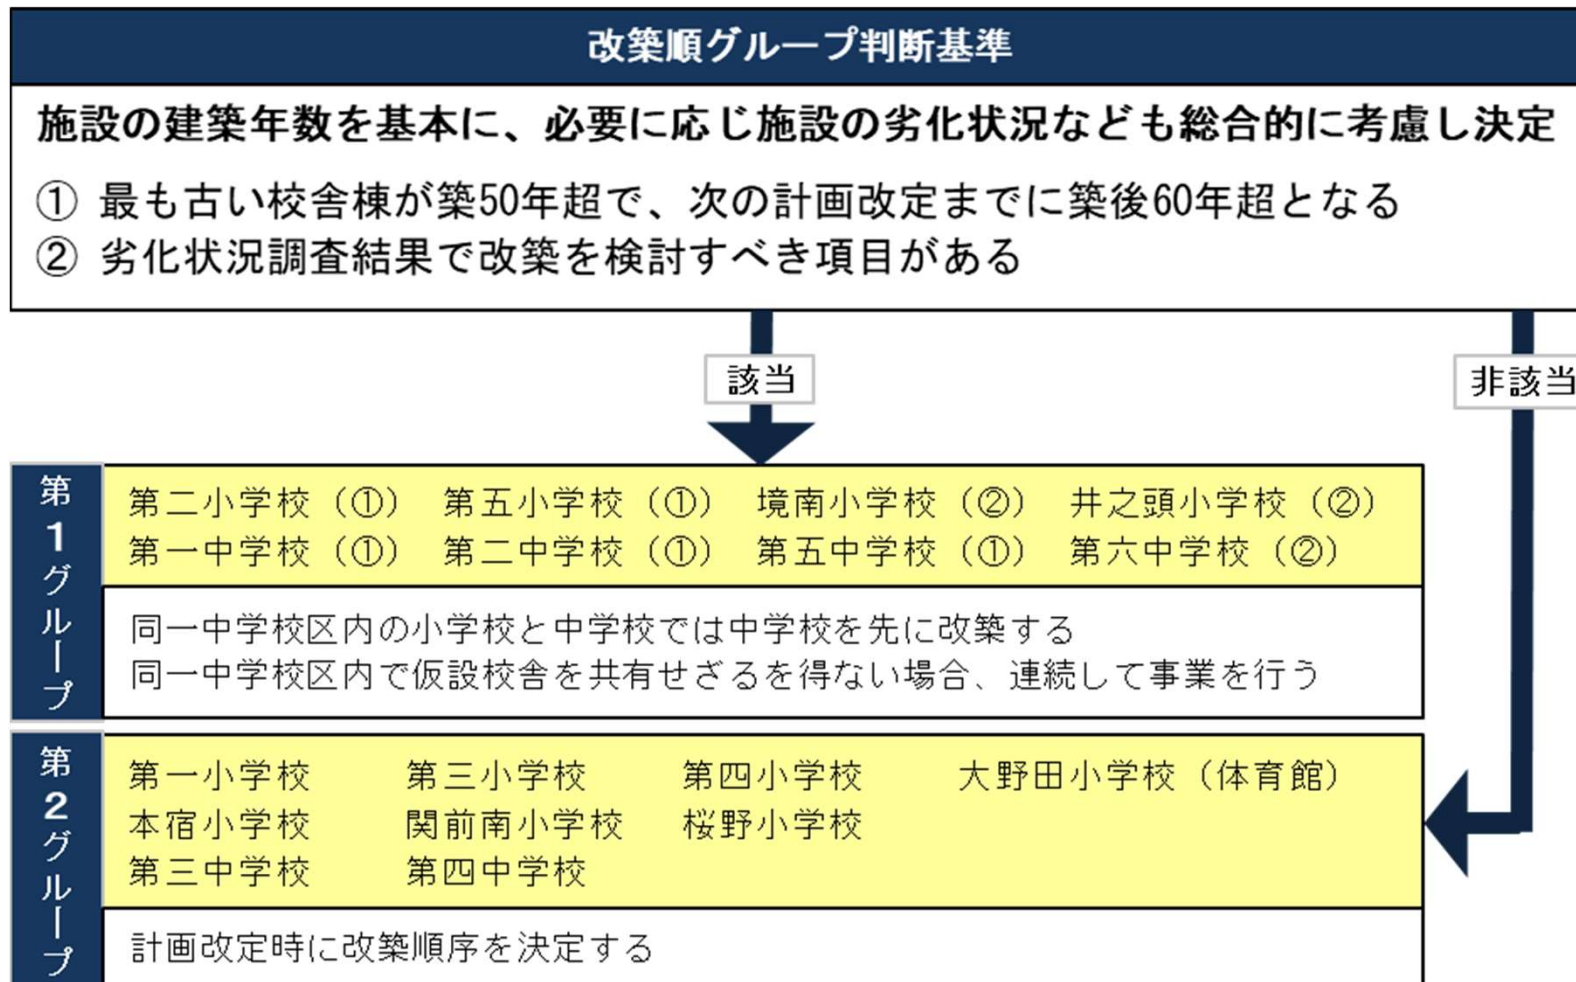 改築順グループ判断基準
施設の建築年数を基本に、必要に応じ施設の劣化状況なども総合的に考慮し決定
① 最も古い校舎棟が築50年超で、次の計画改定までに築後60年超となる
② 劣化状況調査結果で改築を検討すべき項目がある
該当
非該当
第1グループ
第二小学校（①） 第五小学校（①） 境南小学校（②） 井之頭小学校（②）
第一中学校（①） 第二中学校（①） 第五中学校（①） 第六中学校（②）
同一中学校区内の小学校と中学校では中学校を先に改築する
同一中学校区内で仮設校舎を共有せざるを得ない場合、連続して事業を行う
第2グループ
第一小学校 第三小学校 第四小学校 大野田小学校（体育館）
本宿小学校 関前南小学校 桜野小学校
第三中学校 第四中学校
計画改定時に改築順序を決定する